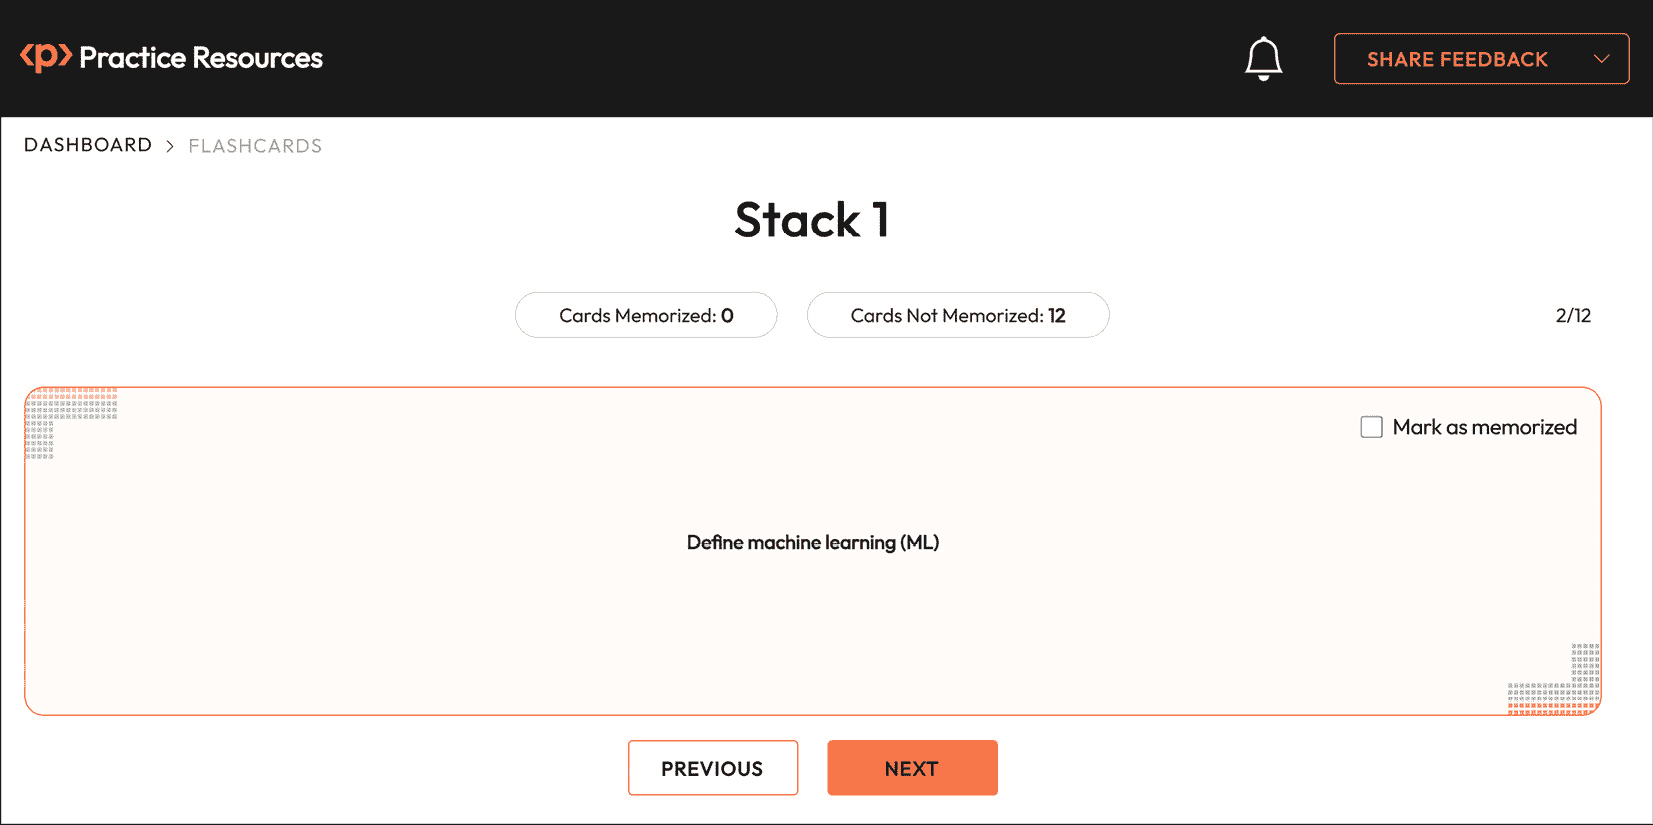 <p> Practice Resources
SHARE FEEDBACK
DASHBOARD > FLASHCARDS
Stack 1
Cards Memorized: 0
Cards Not Memorized: 12
2/12
Mark as memorized
Define machine learning (ML)
PREVIOUS
NEXT